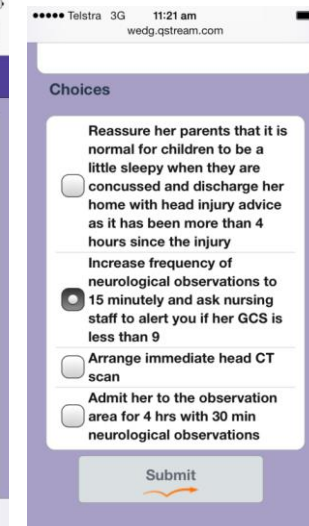 Telstra 3G 11:21 am
wedg.qstream.com
Choices
Reassure her parents that it is
normal for children to be a
little sleepy when they are
concussed and discharge her
home with head injury advice
as it has been more than 4
hours since the injury
Increase frequency of
neurological observations to
15 minutely and ask nursing
staff to alert you if her GCS is
less than 9
Arrange immediate head CT
scan
Admit her to the observation
area for 4 hrs with 30 min
neurological observations
Submit